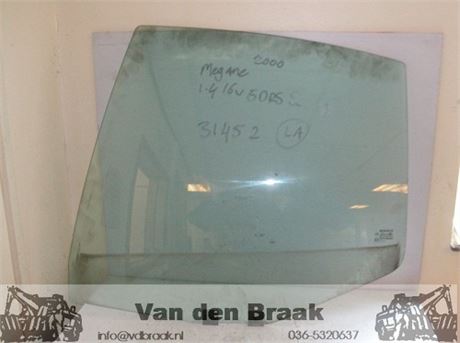 2000
Megane
1.4 16v 5DRS
31452 LA
Van den Braak
info@vdbraak.nl 036-5320637